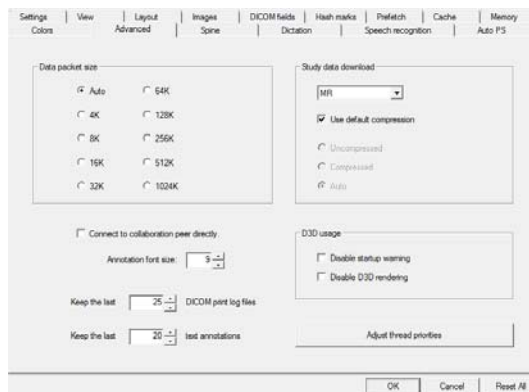 Settings View Layout Images DICOM fields Hash marks Prefetch Cache Memory
Colors Advanced Spine Dictation Speech recognition Auto PS
Data packet size
Auto 64K
4K 128K
8K 256K
16K 512K
32K 1024K
Study data download
MR
Use default compression
Uncompressed
Compressed
Auto
Connect to collaboration peer directly.
Annotation font size: 9
Keep the last 25 DICOM print log files
Keep the last 20 text annotations
D3D usage
Disable startup warning
Disable D3D rendering
Adjust thread priorities
OK Cancel Reset All